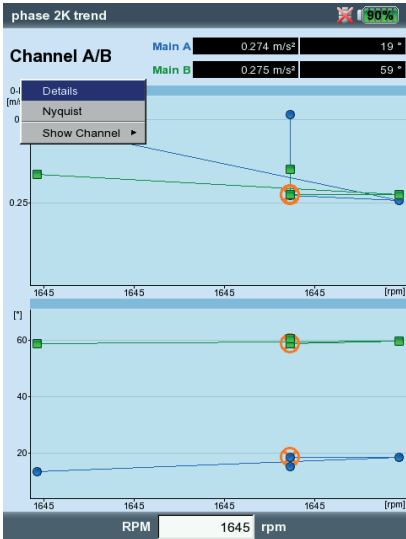 phase 2K trend
90%
Channel A/B
Main A 0.274 m/s² 19 °
Main B 0.275 m/s² 59 °
Details
Nyquist
Show Channel
0
0.25
1645 1645 1645 1645 [rpm]
[°]
60
40
20
1645 1645 1645 1645 [rpm]
RPM 1645 rpm